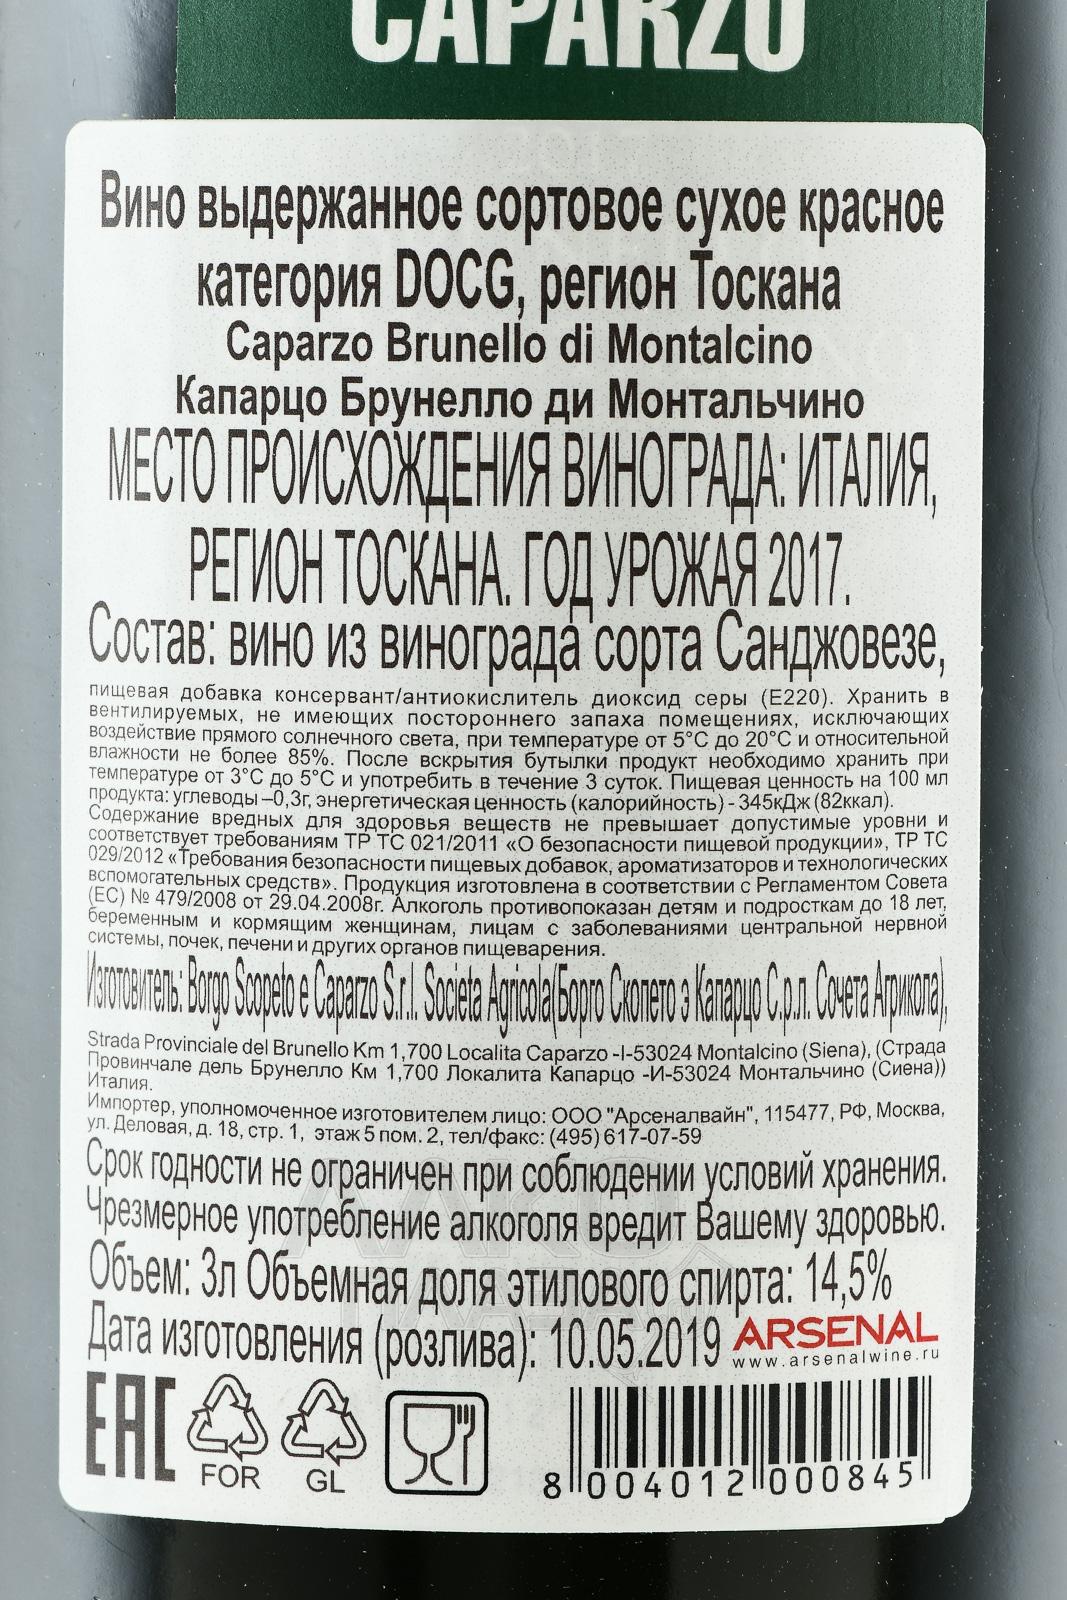 CAPARZO
Вино выдержанное сортовое сухое красное
категория DOCG, регион Тоскана
Caparzo Brunello di Montalcino
Капарцо Брунелло ди Монтальчино
МЕСТО ПРОИСХОЖДЕНИЯ ВИНОГРАДА: ИТАЛИЯ,
РЕГИОН ТОСКАНА. ГОД УРОЖАЯ 2017.
Состав: вино из винограда сорта Санджовезе,
пищевая добавка консервант/антиокислитель диоксид серы (Е220). Хранить в
вентилируемых, не имеющих постороннего запаха помещениях, исключающих
воздействие прямого солнечного света, при температуре от 5°С до 20°С и относительной
влажности не более 85%. После вскрытия бутылки продукт необходимо хранить при
температуре от 3°С до 5°С и употребить в течение 3 суток. Пищевая ценность на 100 мл
продукта: углеводы –0,3г, энергетическая ценность (калорийность) - 345кДж (82ккал).
Содержание вредных для здоровья веществ не превышает допустимые уровни и
соответствует требованиям ТР ТС 021/2011 «О безопасности пищевой продукции», ТР ТС
029/2012 «Требования безопасности пищевых добавок, ароматизаторов и технологических
вспомогательных средств». Продукция изготовлена в соответствии с Регламентом Совета
(ЕС) № 479/2008 от 29.04.2008г. Алкоголь противопоказан детям и подросткам до 18 лет,
беременным и кормящим женщинам, лицам с заболеваниями центральной нервной
системы, почек, печени и других органов пищеварения.
Изготовитель: Borgo Scopeto e Caparzo S.r.l. Societa Agricola(Борго Скопето э Капарцо С.р.л. Сочета Агрикола),
Strada Provinciale del Brunello Km 1,700 Localita Caparzo -I-53024 Montalcino (Siena), (Страда
Провинчале дель Брунелло Км 1,700 Локалита Капарцо -И-53024 Монтальчино (Сиена))
Италия.
Импортер, уполномоченное изготовителем лицо: ООО "Арсеналвайн", 115477, РФ, Москва,
ул. Деловая, д. 18, стр. 1, этаж 5 пом. 2, тел/факс: (495) 617-07-59
Срок годности не ограничен при соблюдении условий хранения.
Чрезмерное употребление алкоголя вредит Вашему здоровью.
Объем: 3л Объемная доля этилового спирта: 14,5%
Дата изготовления (розлива): 10.05.2019 ARSENAL
www.arsenalwine.ru
EAC
FOR GL
8 004012 000845